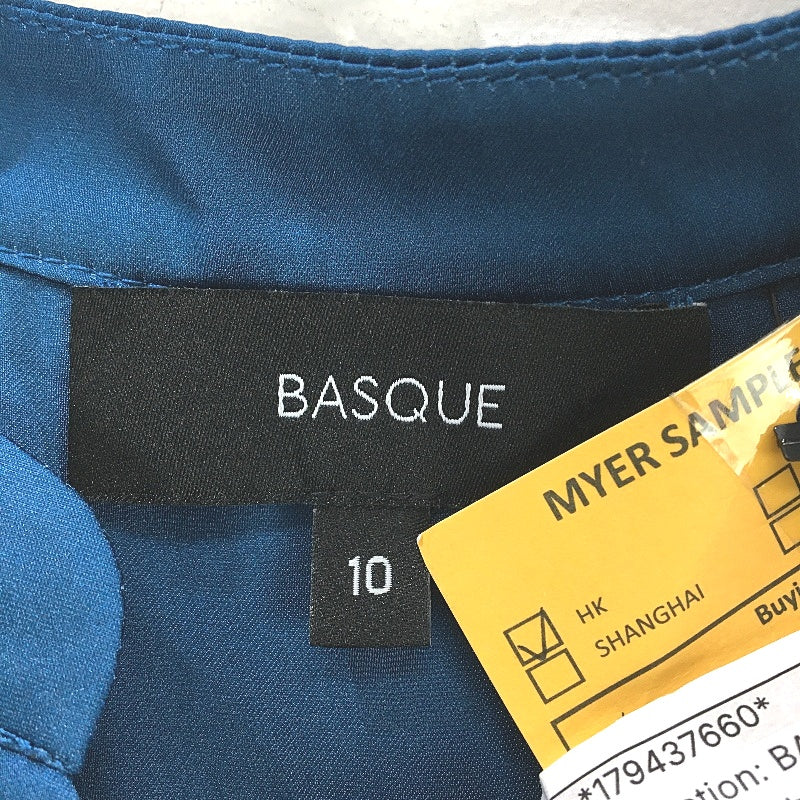 BASQUE
10
MYER SAMPLE
HK
SHANGHAI
*179437660*